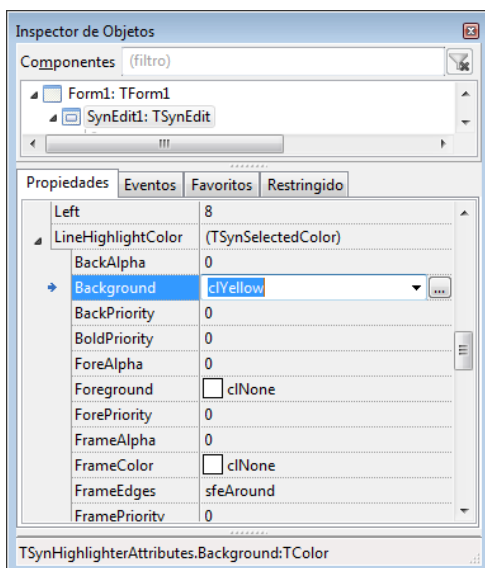 Inspector de Objetos
Componentes (filtro)
Form1: TForm1
SynEdit1: TSynEdit
Propiedades Eventos Favoritos Restringido
Left 8
LineHighlightColor (TSynSelectedColor)
BackAlpha 0
Background clYellow ...
BackPriority 0
BoldPriority 0
ForeAlpha 0
Foreground clNone
ForePriority 0
FrameAlpha 0
FrameColor clNone
FrameEdges sfeAround
FramePriority 0
TSynHighlighterAttributes.Background:TColor